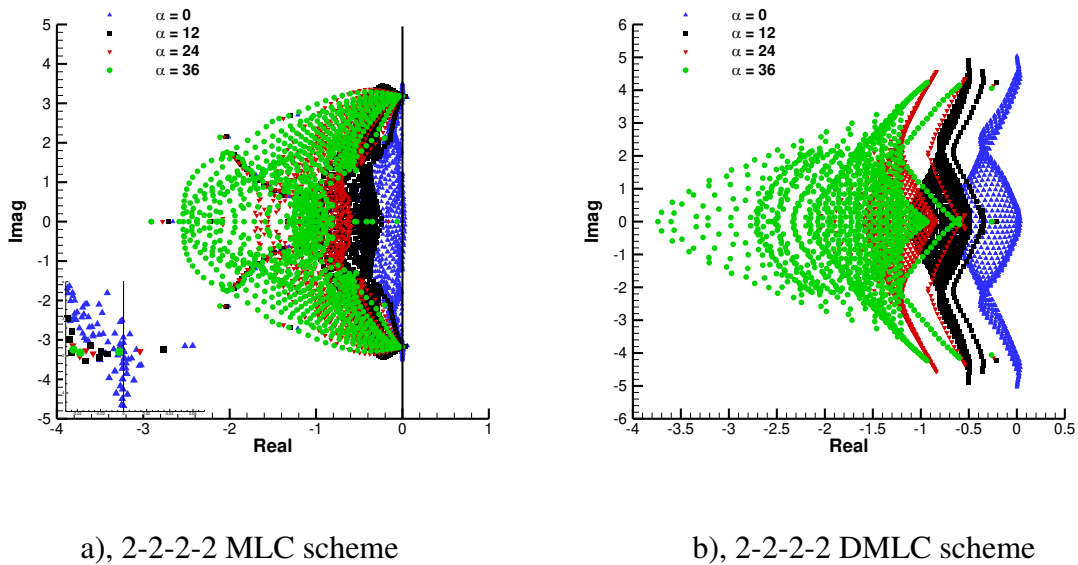 α = 0
α = 12
α = 24
α = 36
5
4
3
2
1
0
-1
-2
-3
-4
-5
Imag
-4
-3
-2
-1
0
1
Real
a), 2-2-2-2 MLC scheme
α = 0
α = 12
α = 24
α = 36
6
5
4
3
2
1
0
-1
-2
-3
-4
-5
-6
Imag
-4
-3.5
-3
-2.5
-2
-1.5
-1
-0.5
0
0.5
Real
b), 2-2-2-2 DMLC scheme